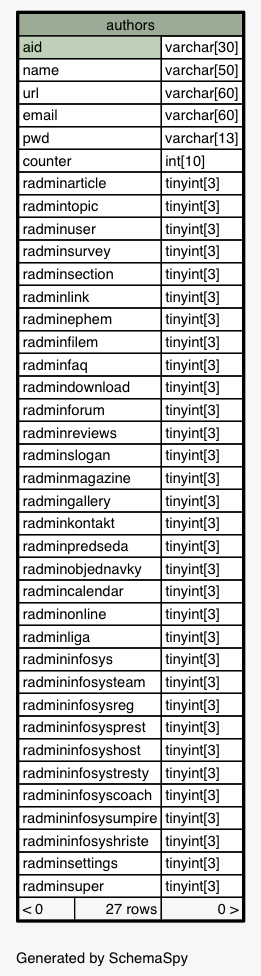 authors
aid varchar[30]
name varchar[50]
url varchar[60]
email varchar[60]
pwd varchar[13]
counter int[10]
radminarticle tinyint[3]
radmintopic tinyint[3]
radminuser tinyint[3]
radminsurvey tinyint[3]
radminsection tinyint[3]
radminlink tinyint[3]
radminephem tinyint[3]
radminfilem tinyint[3]
radminfaq tinyint[3]
radmindownload tinyint[3]
radminforum tinyint[3]
radminreviews tinyint[3]
radminslogan tinyint[3]
radminmagazine tinyint[3]
radmingallery tinyint[3]
radminkontakt tinyint[3]
radminpredseda tinyint[3]
radminobjednavky tinyint[3]
radmincalendar tinyint[3]
radminonline tinyint[3]
radminliga tinyint[3]
radmininfosys tinyint[3]
radmininfosysteam tinyint[3]
radmininfosysreg tinyint[3]
radmininfosysprest tinyint[3]
radmininfosyshost tinyint[3]
radmininfosystresty tinyint[3]
radmininfosyscoach tinyint[3]
radmininfosysumpire tinyint[3]
radmininfosyshriste tinyint[3]
radminsettings tinyint[3]
radminsuper tinyint[3]
< 0 27 rows 0 >
Generated by SchemaSpy